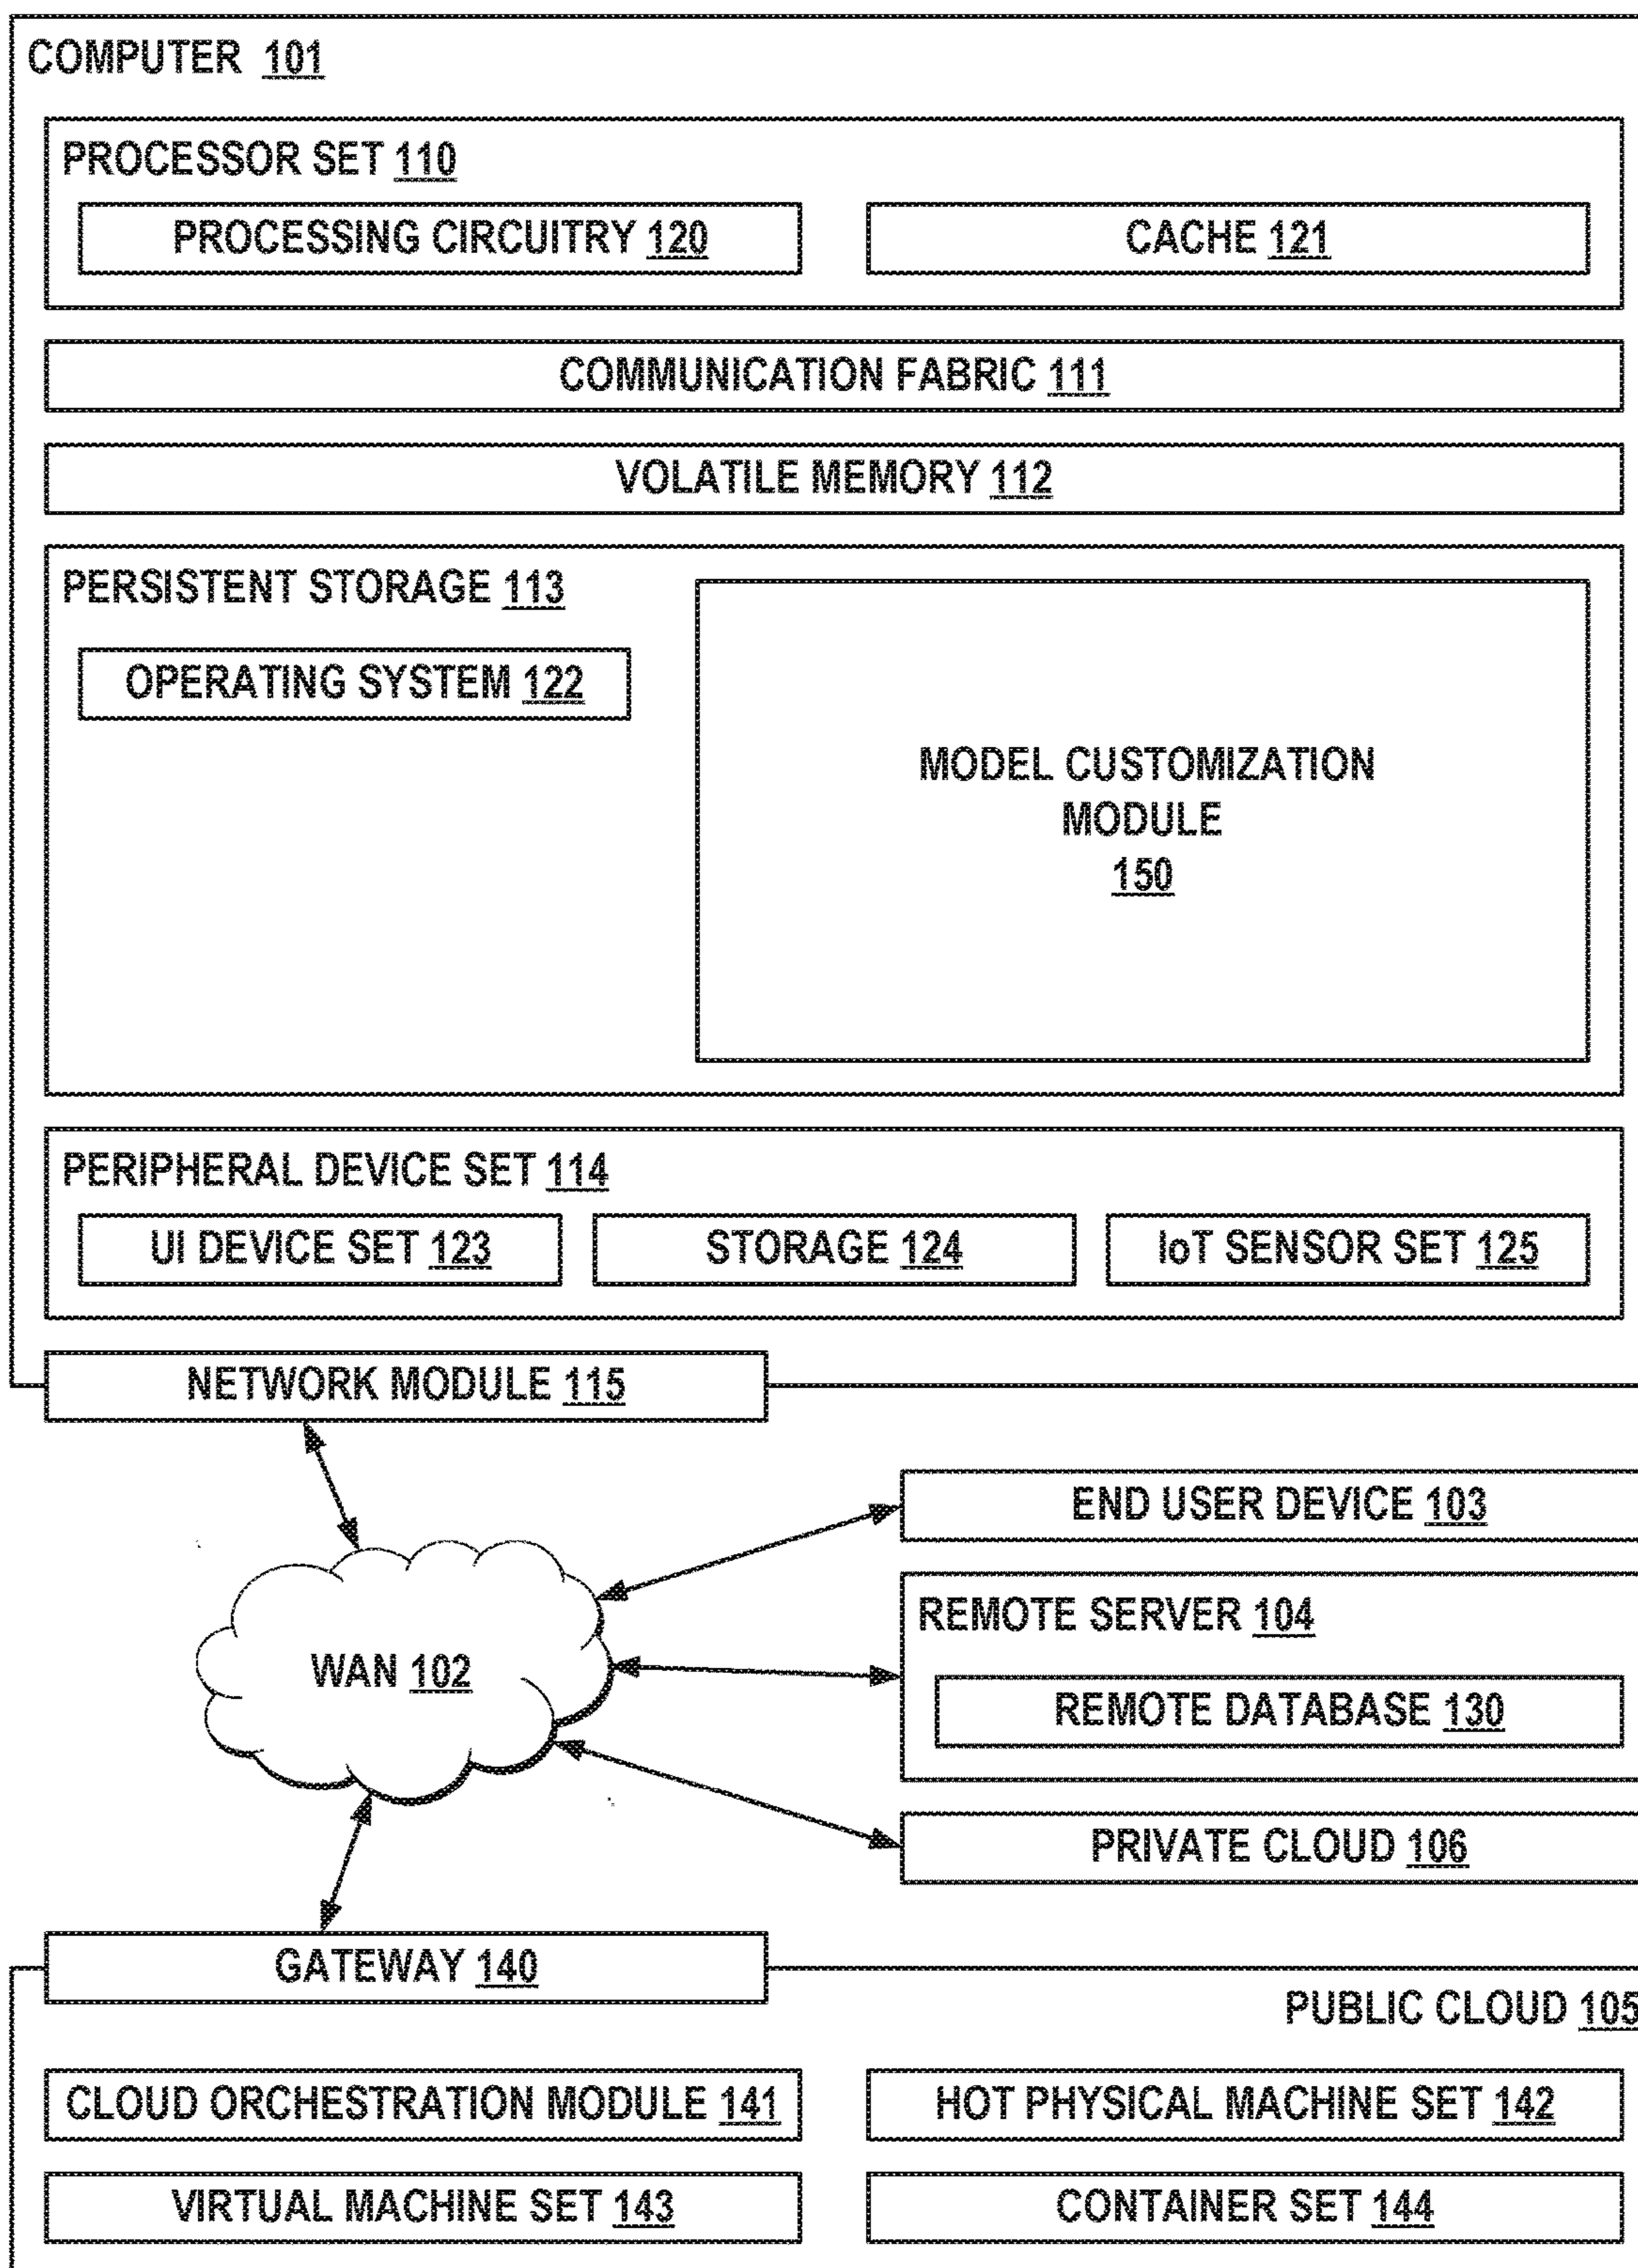 COMPUTER 101
PROCESSOR SET 110
PROCESSING CIRCUITRY 120
CACHE 121
COMMUNICATION FABRIC 111
VOLATILE MEMORY 112
PERSISTENT STORAGE 113
OPERATING SYSTEM 122
MODEL CUSTOMIZATION
MODULE
150
PERIPHERAL DEVICE SET 114
UI DEVICE SET 123
STORAGE 124
IoT SENSOR SET 125
NETWORK MODULE 115
END USER DEVICE 103
REMOTE SERVER 104
WAN 102
REMOTE DATABASE 130
PRIVATE CLOUD 106
GATEWAY 140
PUBLIC CLOUD 105
CLOUD ORCHESTRATION MODULE 141
HOT PHYSICAL MACHINE SET 142
VIRTUAL MACHINE SET 143
CONTAINER SET 144